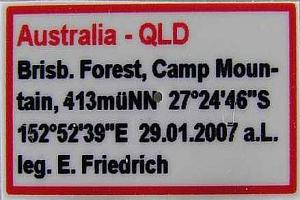 Australia - QLD
Brisb. Forest, Camp Moun-
tain, 413müNN 27°24'46"S
152°52'39"E 29.01.2007 a.L.
leg. E. Friedrich